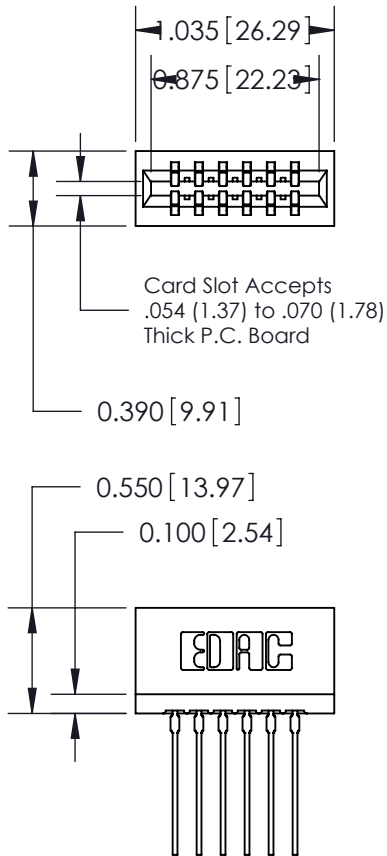 1.035 [26.29]
0.875 [22.23]
Card Slot Accepts
.054 (1.37) to .070 (1.78)
Thick P.C. Board
0.390 [9.91]
0.550 [13.97]
0.100 [2.54]
EDAC